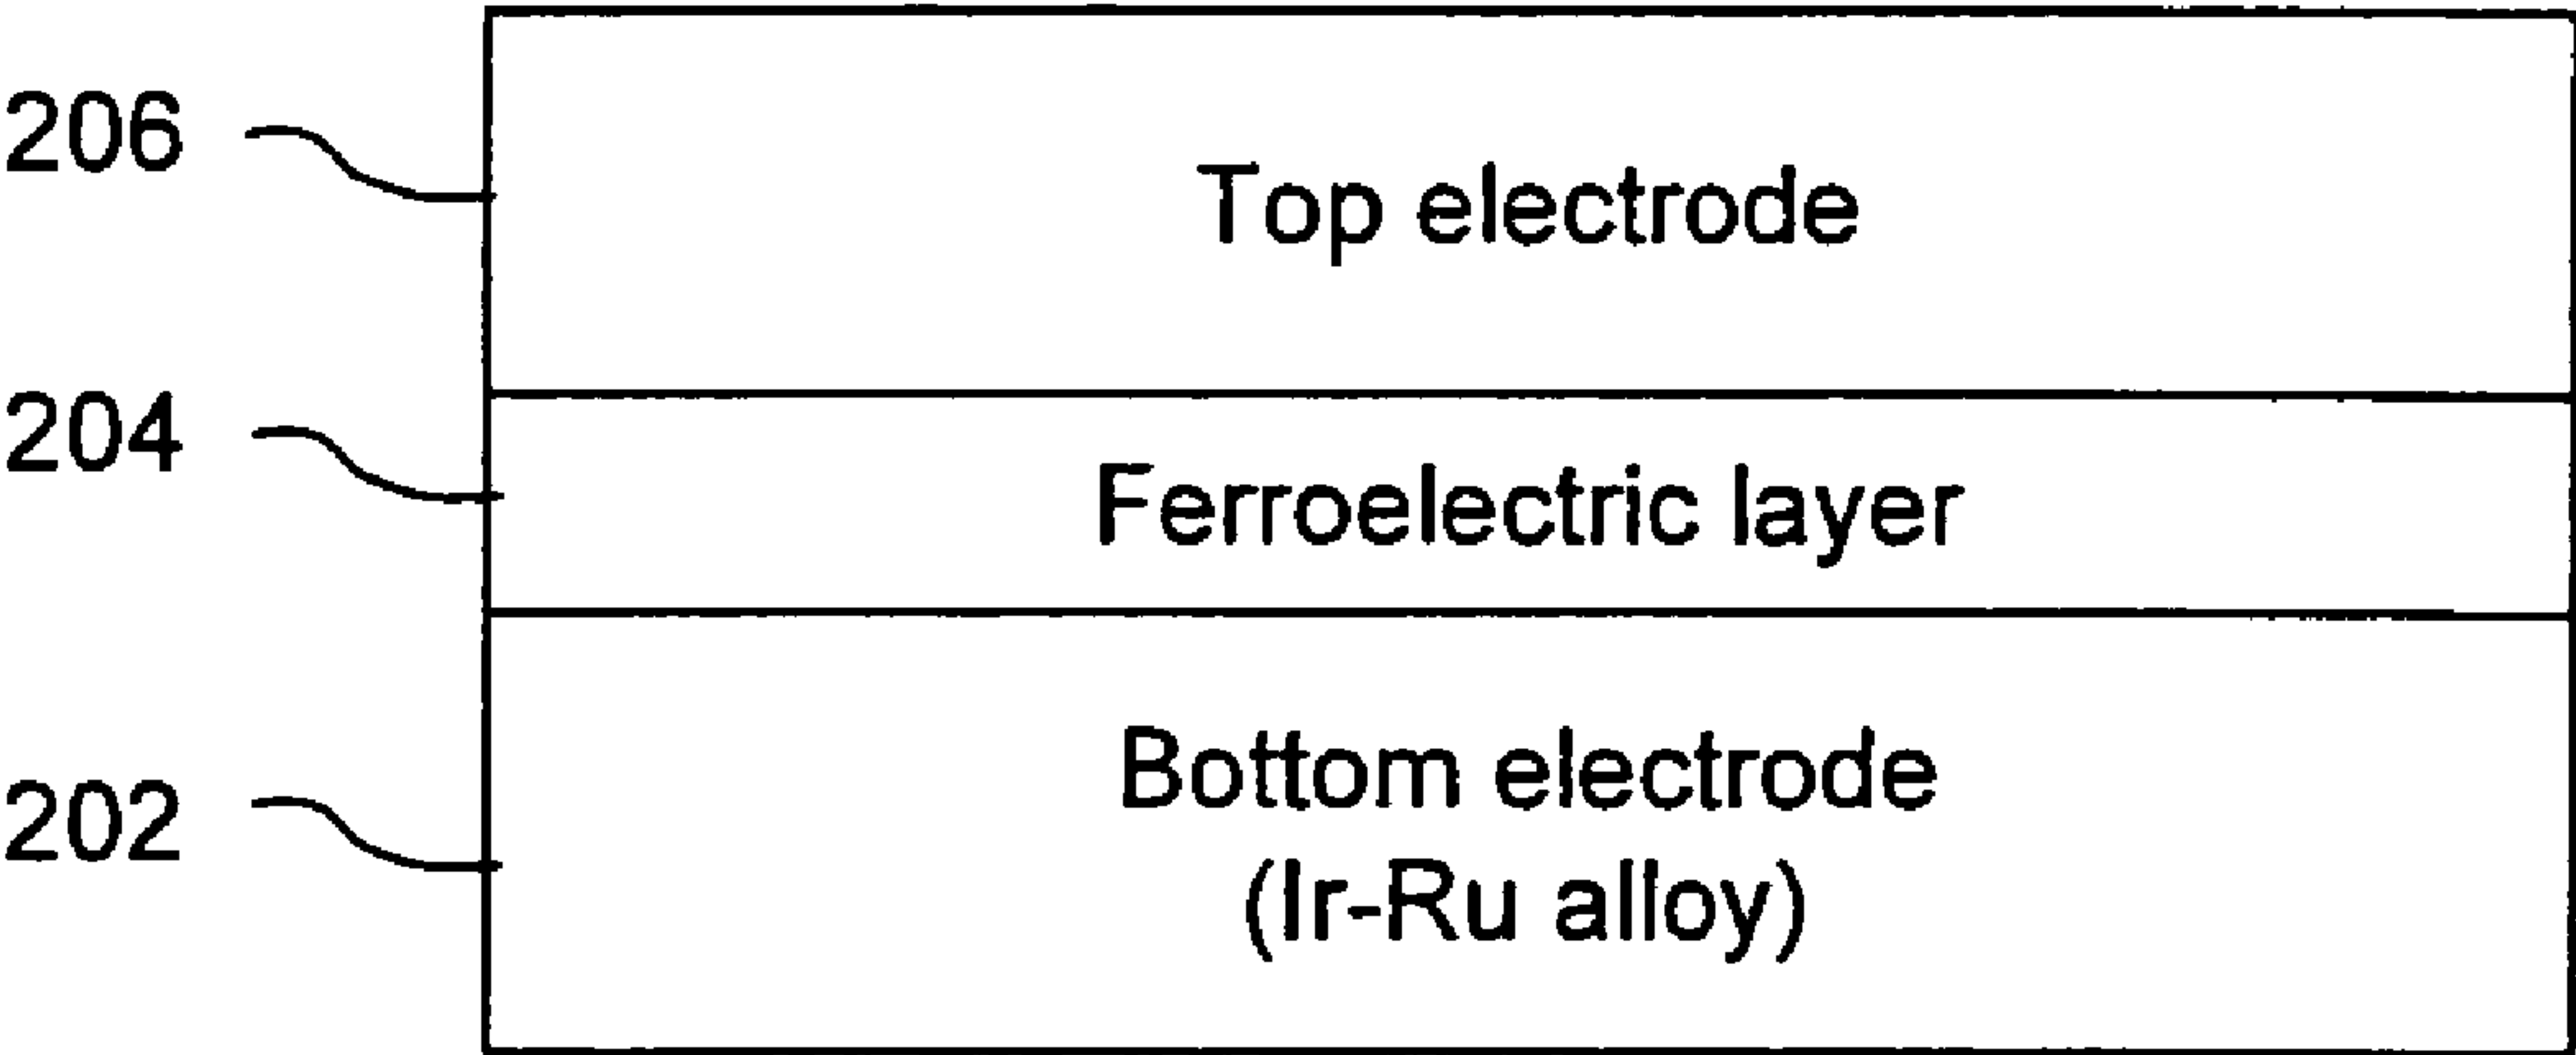 206
Top electrode
204
Ferroelectric layer
202
Bottom electrode
(Ir-Ru alloy)